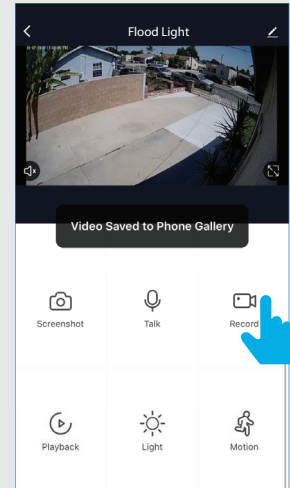 Flood Light
Video Saved to Phone Gallery
Screenshot
Talk
Record
Playback
Light
Motion